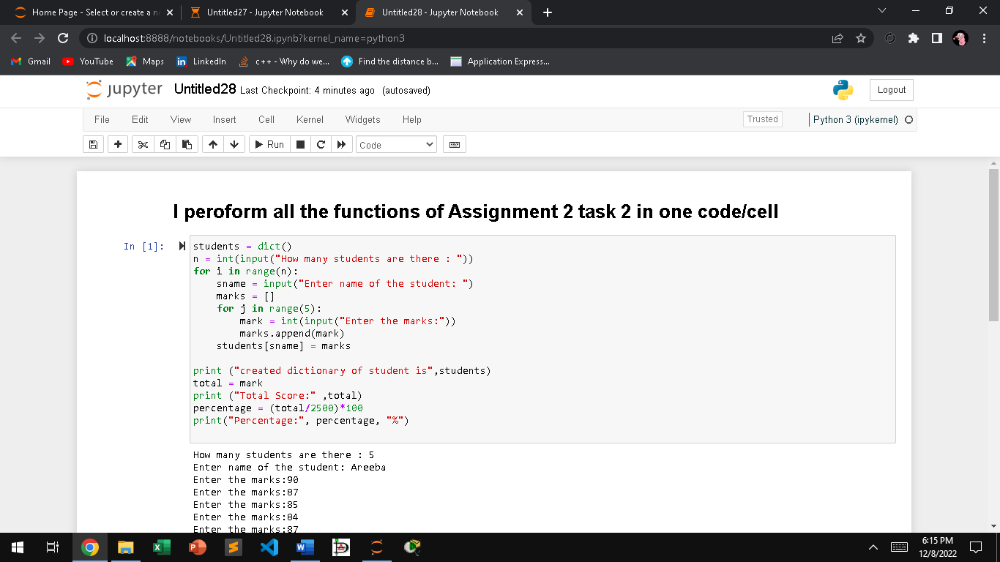 Home Page - Select or create a n
Untitled27 - Jupyter Notebook
Untitled28 - Jupyter Notebook
localhost:8888/notebooks/Untitled28.ipynb?kernel_name=python3
Gmail
YouTube
Maps
LinkedIn
c++ - Why do we...
Find the distance b...
Application Express...
jupyter Untitled28 Last Checkpoint: 4 minutes ago (autosaved)
Logout
File Edit View Insert Cell Kernel Widgets Help
Trusted
Python 3 (ipykernel)
Run
Code
I peroform all the functions of Assignment 2 task 2 in one code/cell
In [1]:
students = dict()
n = int(input("How many students are there : "))
for i in range(n):
    sname = input("Enter name of the student: ")
    marks = []
    for j in range(5):
        mark = int(input("Enter the marks:"))
        marks.append(mark)
    students[sname] = marks
print ("created dictionary of student is",students)
total = mark
print ("Total Score:" ,total)
percentage = (total/2500)*100
print("Percentage:", percentage, "%")
How many students are there : 5
Enter name of the student: Areeba
Enter the marks:90
Enter the marks:87
Enter the marks:85
Enter the marks:84
Enter the marks:87
6:15 PM
12/8/2022